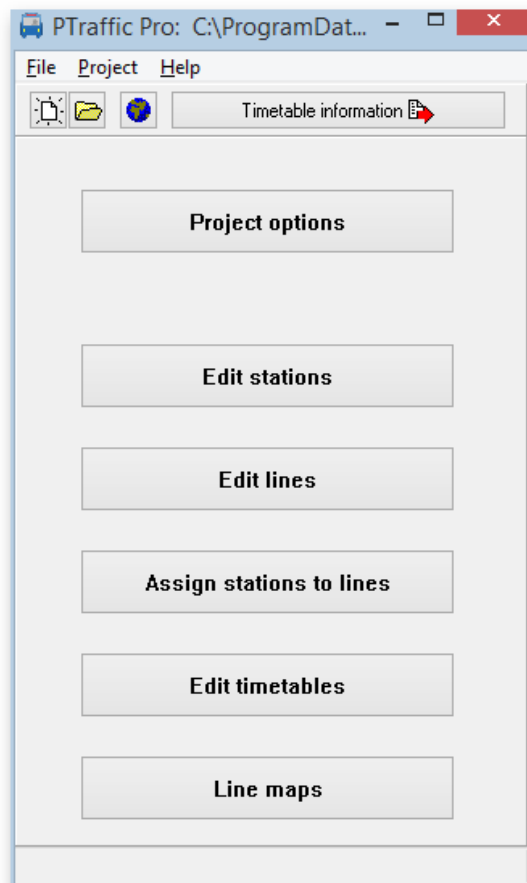 PTraffic Pro: C:\ProgramDat...
File Project Help
Timetable information
Project options
Edit stations
Edit lines
Assign stations to lines
Edit timetables
Line maps